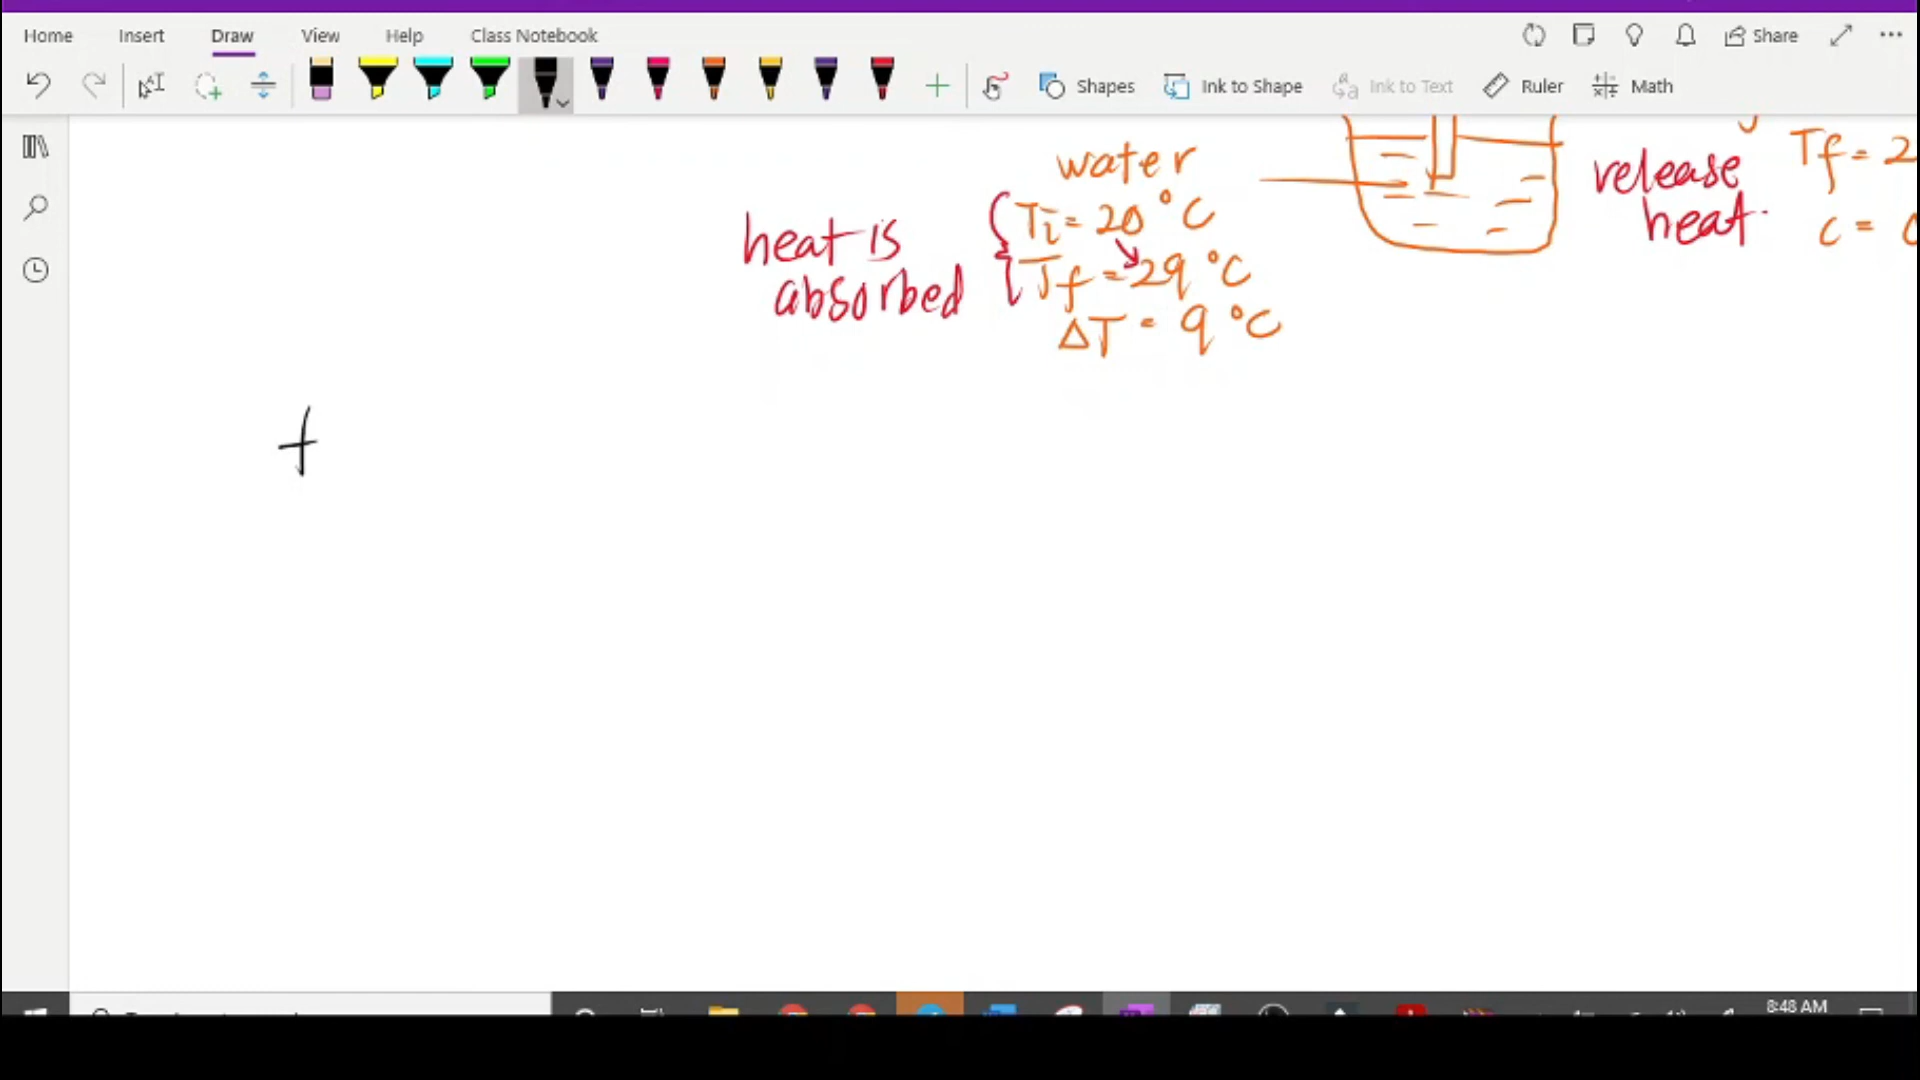 Home Insert Draw View Help Class Notebook Share
Shapes Ink to Shape Ink to Text Ruler Math
water
Ti = 20 °C
Tf = 29 °C
ΔT = 9 °C
heat is
absorbed
release
heat.
Tf = 2
c = 0
+
8:48 AM